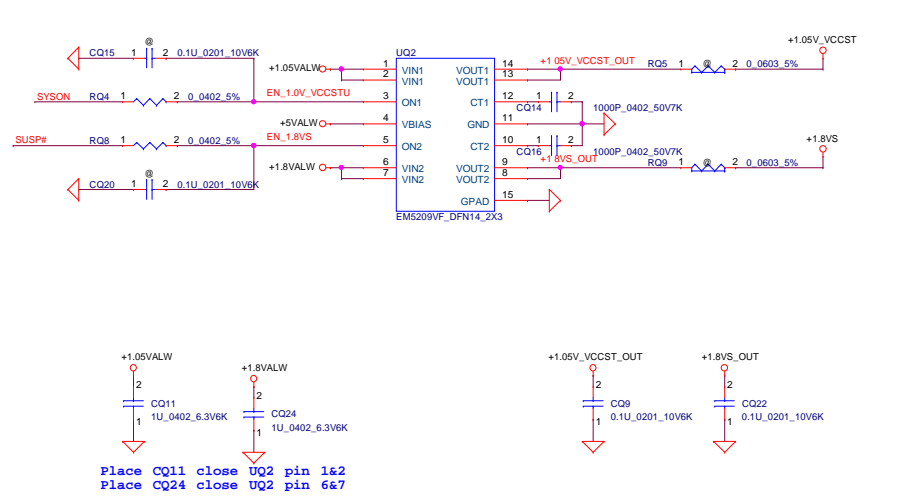 +1.05V_VCCST
@
CQ15 1 2 0.1U_0201_10V6K
UQ2
+1.05VALW 1 VIN1 VOUT1 14 +1 05V_VCCST_OUT RQ5 1 @ 2 0_0603_5%
2 VIN1 VOUT1 13
SYSON RQ4 1 2 0_0402_5% EN_1.0V_VCCSTU 3 ON1 CT1 12 1 2
CQ14 1000P_0402_50V7K
+5VALW 4 VBIAS GND 11
SUSP# RQ8 1 2 0_0402_5% EN_1.8VS 5 ON2 CT2 10 1 2
+1.8VS
CQ16 1000P_0402_50V7K
+1.8VALW 6 VIN2 VOUT2 9 +1 8VS_OUT RQ9 1 @ 2 0_0603_5%
7 VIN2 VOUT2 8
@
CQ20 1 2 0.1U_0201_10V6K
GPAD 15
EM5209VF_DFN14_2X3
+1.05VALW
+1.8VALW
+1.05V_VCCST_OUT
+1.8VS_OUT
2
CQ11
1U_0402_6.3V6K
1
2
CQ24
1U_0402_6.3V6K
1
2
CQ9
0.1U_0201_10V6K
1
2
CQ22
0.1U_0201_10V6K
1
Place CQ11 close UQ2 pin 1&2
Place CQ24 close UQ2 pin 6&7